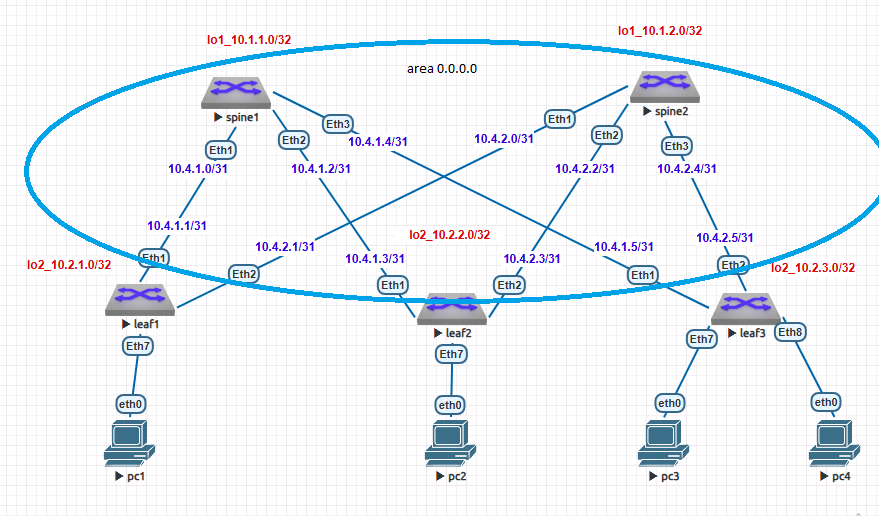 lo1_10.1.1.0/32
lo1_10.1.2.0/32
area 0.0.0.0
spine1
spine2
Eth1
Eth2
Eth3
Eth1
Eth2
Eth3
10.4.1.0/31
10.4.1.2/31
10.4.1.4/31
10.4.2.0/31
10.4.2.2/31
10.4.2.4/31
10.4.1.1/31
10.4.2.1/31
lo2_10.2.2.0/32
10.4.1.3/31
10.4.2.3/31
10.4.1.5/31
10.4.2.5/31
lo2_10.2.1.0/32
lo2_10.2.3.0/32
Eth1
Eth2
Eth1
Eth2
Eth1
Eth2
leaf1
leaf2
leaf3
Eth7
Eth7
Eth7
Eth8
eth0
eth0
eth0
eth0
pc1
pc2
pc3
pc4